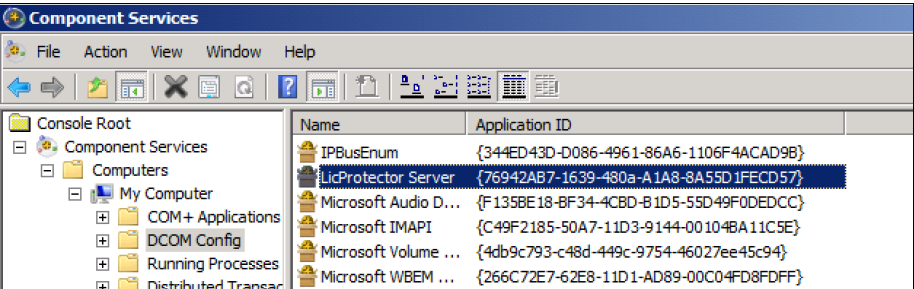 Component Services
File Action View Window Help
Console Root
Component Services
Computers
My Computer
COM+ Applications
DCOM Config
Running Processes
Distributed Transac
Name Application ID
IPBusEnum {344ED43D-D086-4961-86A6-1106F4ACAD9B}
LicProtector Server {76942AB7-1639-480a-A1A8-8A55D1FECD57}
Microsoft Audio D... {F135BE18-BF34-4CBD-B1D5-55D49F0DEDCC}
Microsoft IMAPI {C49F2185-50A7-11D3-9144-00104BA11C5E}
Microsoft Volume ... {4db9c793-c48d-449c-9754-46027ee45c94}
Microsoft WBEM ... {266C72E7-62E8-11D1-AD89-00C04FD8FDFF}